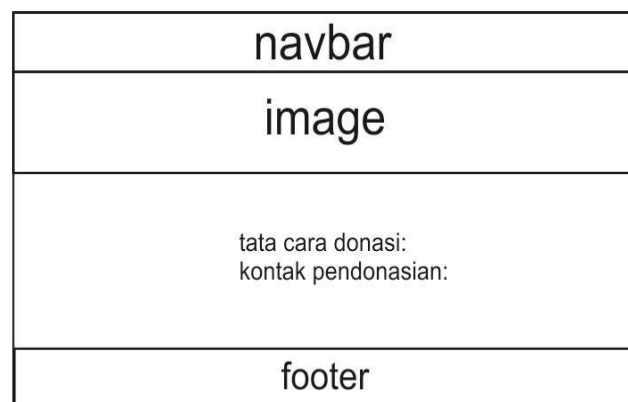 navbar
image
tata cara donasi:
kontak pendonasian:
footer